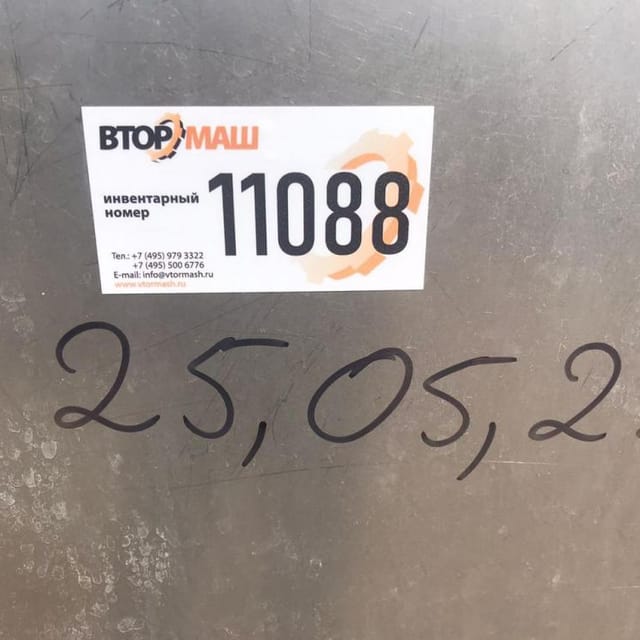 ВТОРМАШ
инвентарный
номер
11088
Тел.: +7 (495) 979 3322
+7 (495) 500 6776
E-mail: info@vtormash.ru
www.vtormash.ru
25,05,2